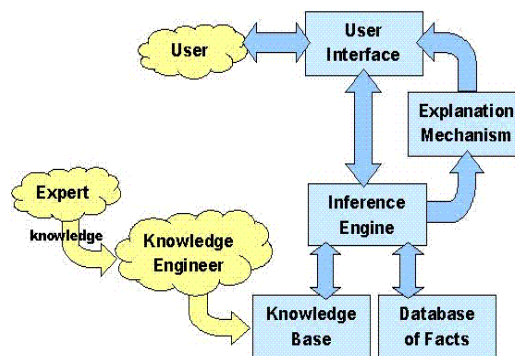 User
User
Interface
Explanation
Mechanism
Expert
knowledge
Knowledge
Engineer
Inference
Engine
Knowledge
Base
Database
of Facts